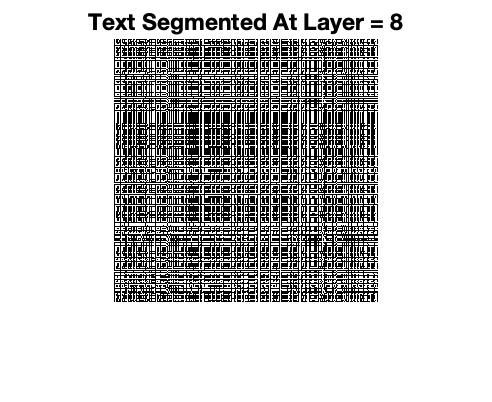 Text Segmented At Layer = 8